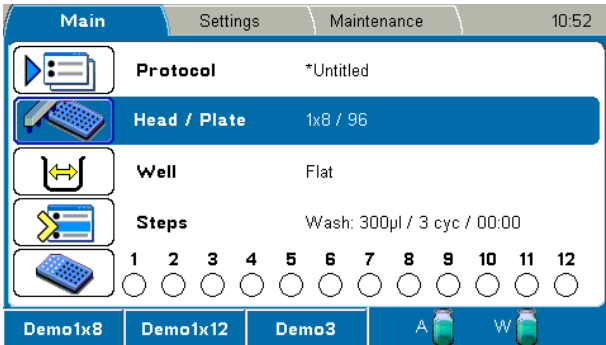 Main Settings Maintenance 10:52
Protocol *Untitled
Head / Plate 1x8 / 96
Well Flat
Steps Wash: 300µl / 3 cyc / 00:00
1 2 3 4 5 6 7 8 9 10 11 12
Demo1x8 Demo1x12 Demo3 A W